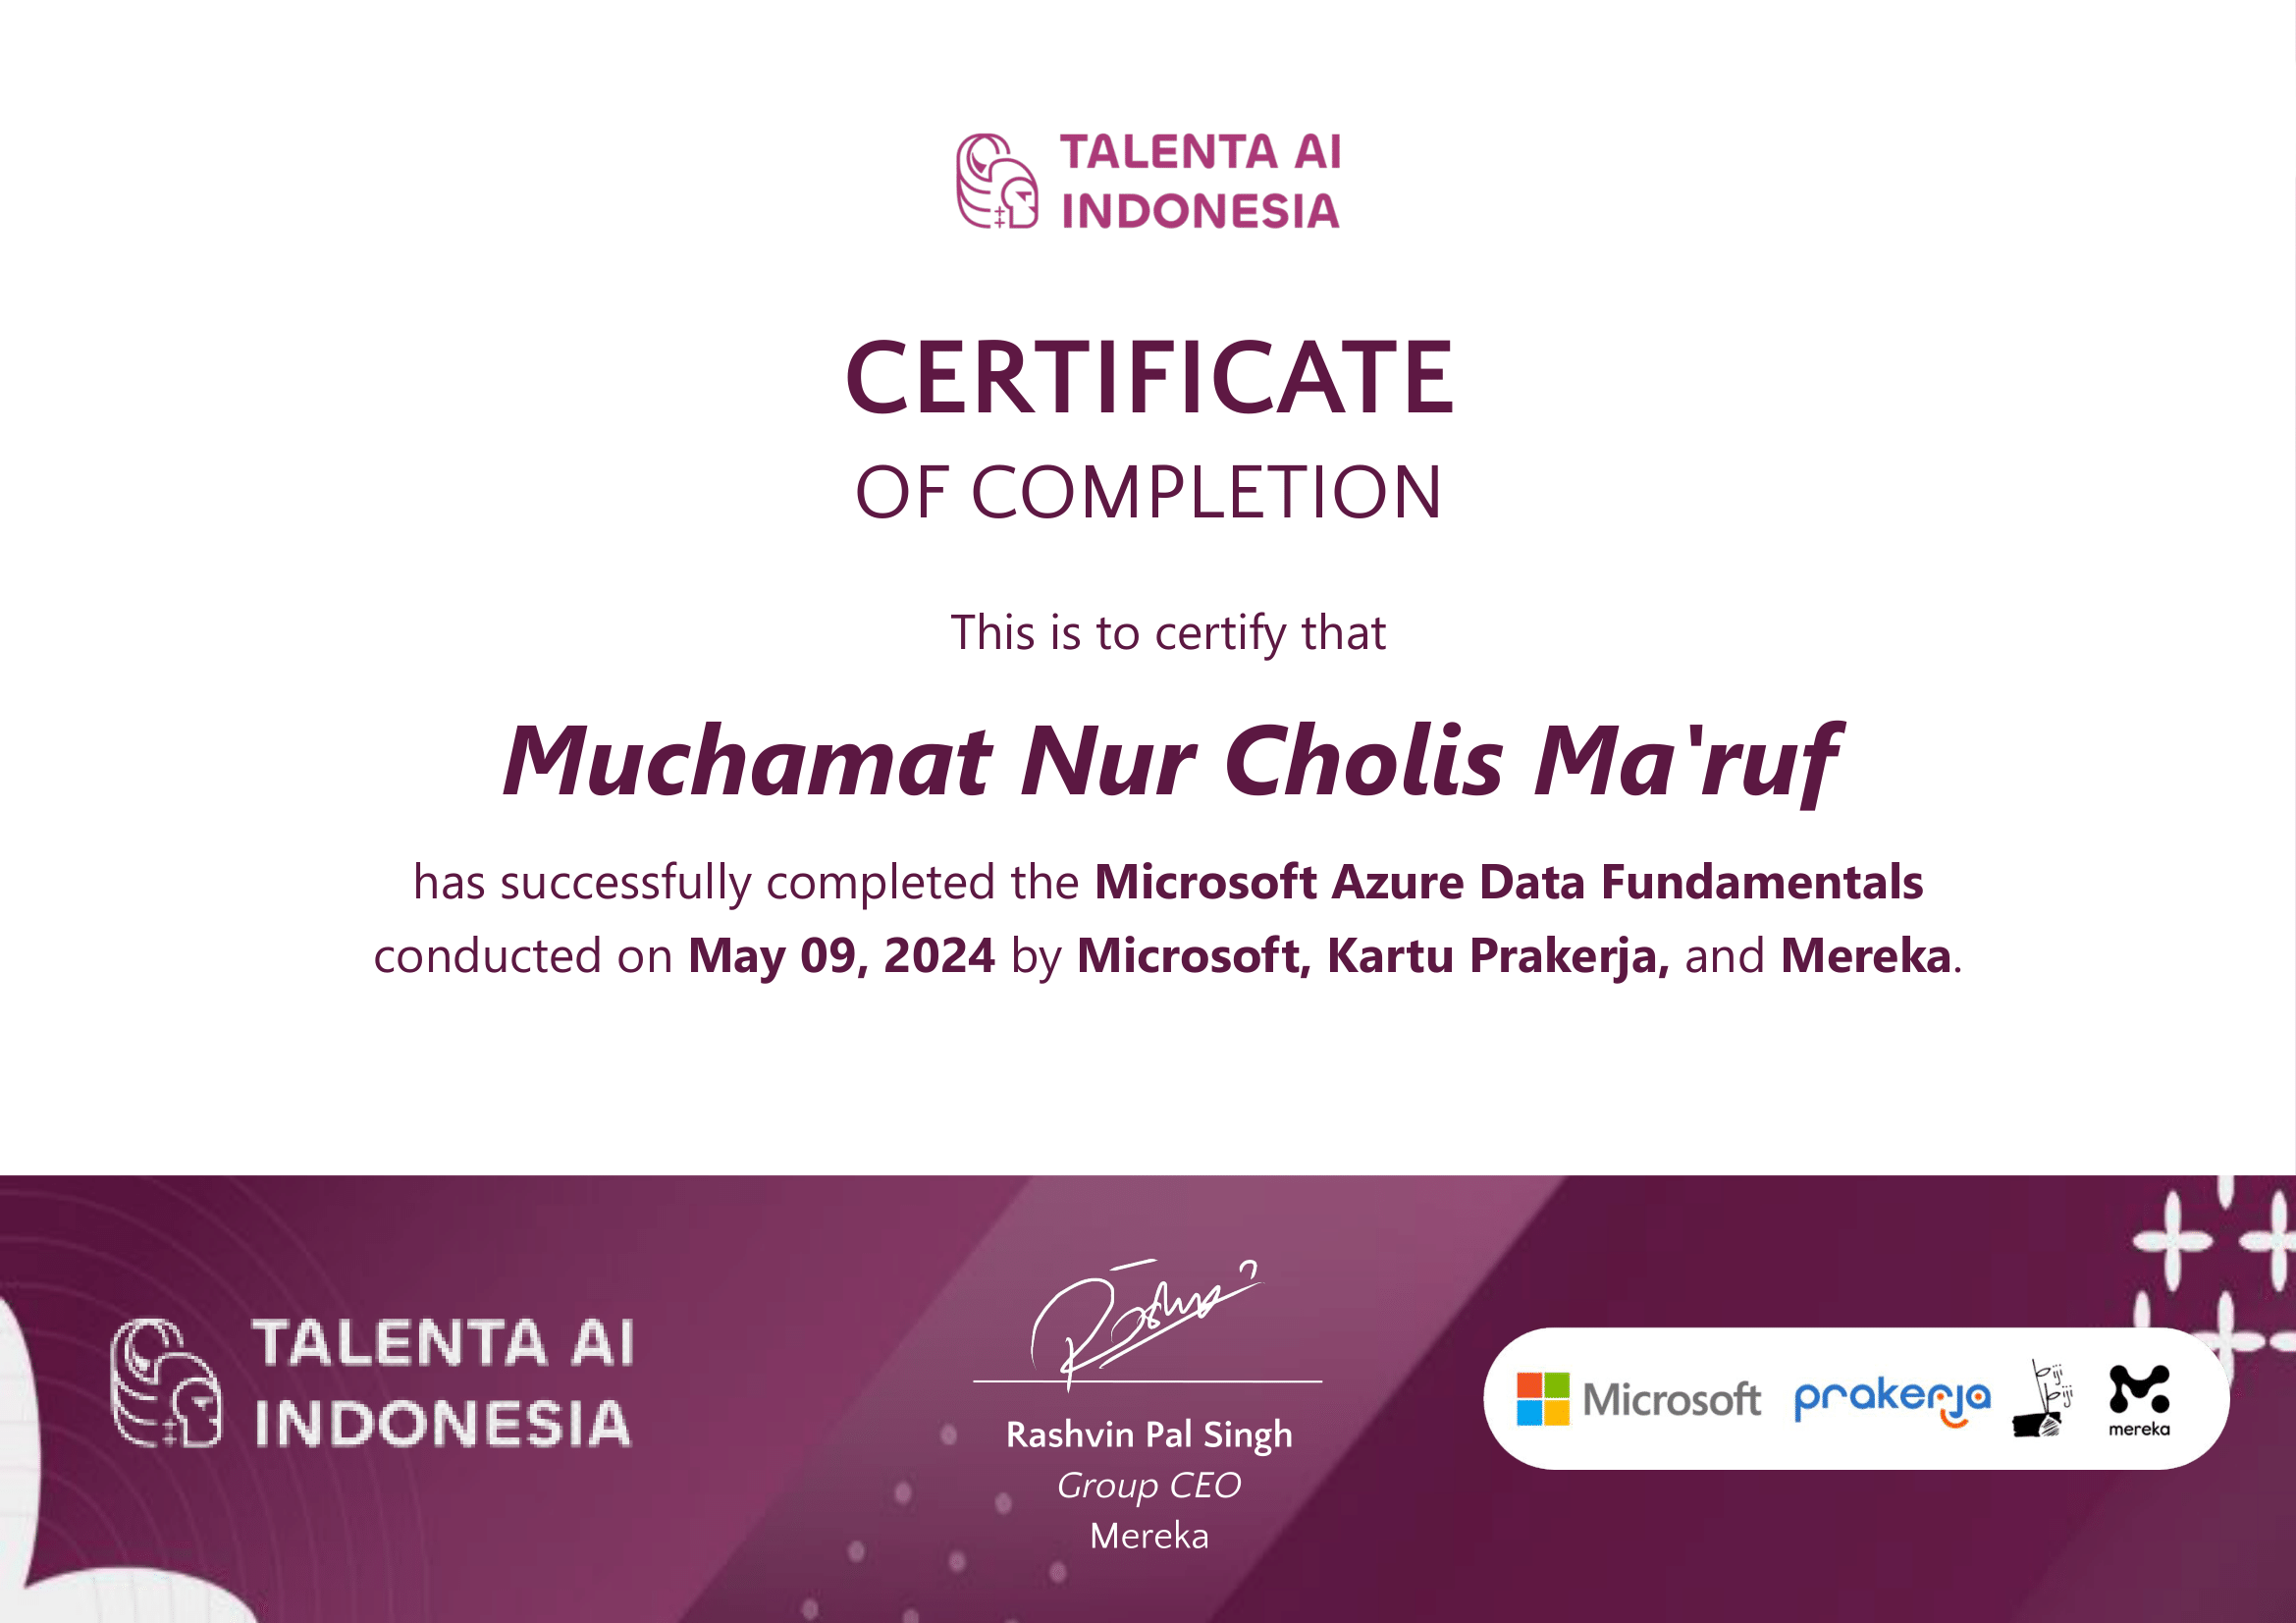 TALENTA AI
INDONESIA
CERTIFICATE
OF COMPLETION
This is to certify that
Muchamat Nur Cholis Ma'ruf
has successfully completed the Microsoft Azure Data Fundamentals
conducted on May 09, 2024 by Microsoft, Kartu Prakerja, and Mereka.
TALENTA AI
INDONESIA
Rashvin Pal Singh
Group CEO
Mereka
Microsoft
prakerja
biji
biji
mereka